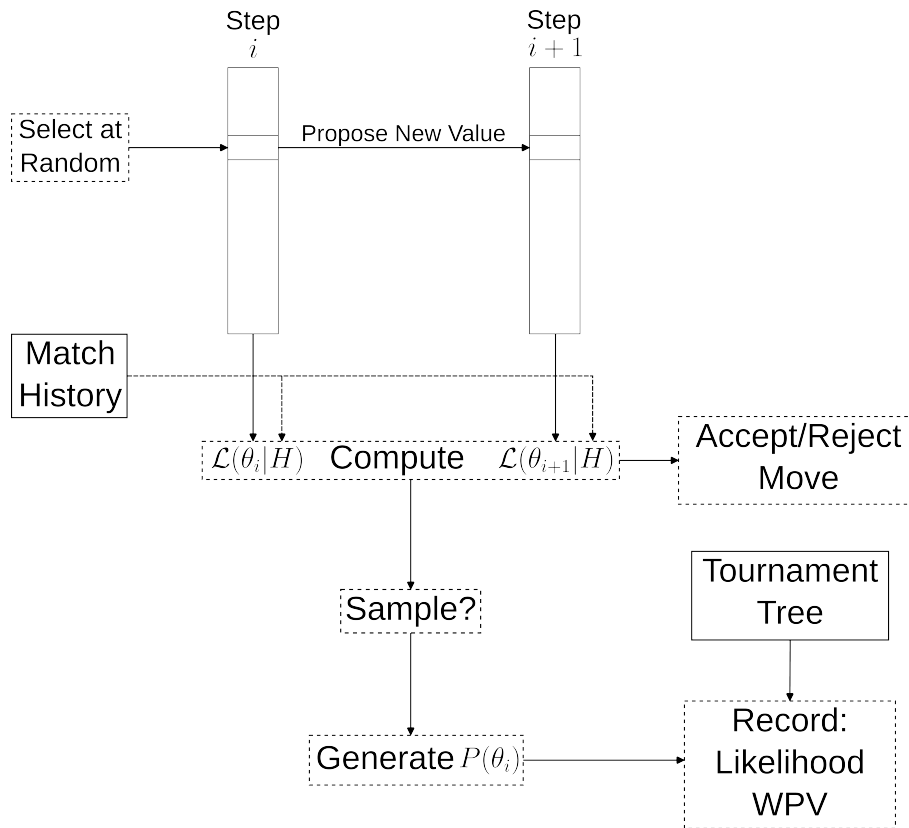 Step
i
Step
i + 1
Select at
Random
Propose New Value
Match
History
ℒ(θ_i|H) Compute ℒ(θ_{i+1}|H)
Accept/Reject
Move
Sample?
Tournament
Tree
Generate P(θ_i)
Record:
Likelihood
WPV